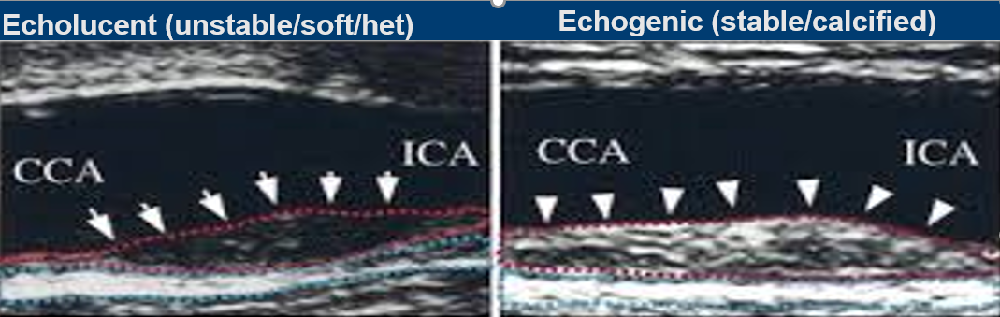 Echolucent (unstable/soft/het)
Echogenic (stable/calcified)
CCA
ICA
CCA
ICA